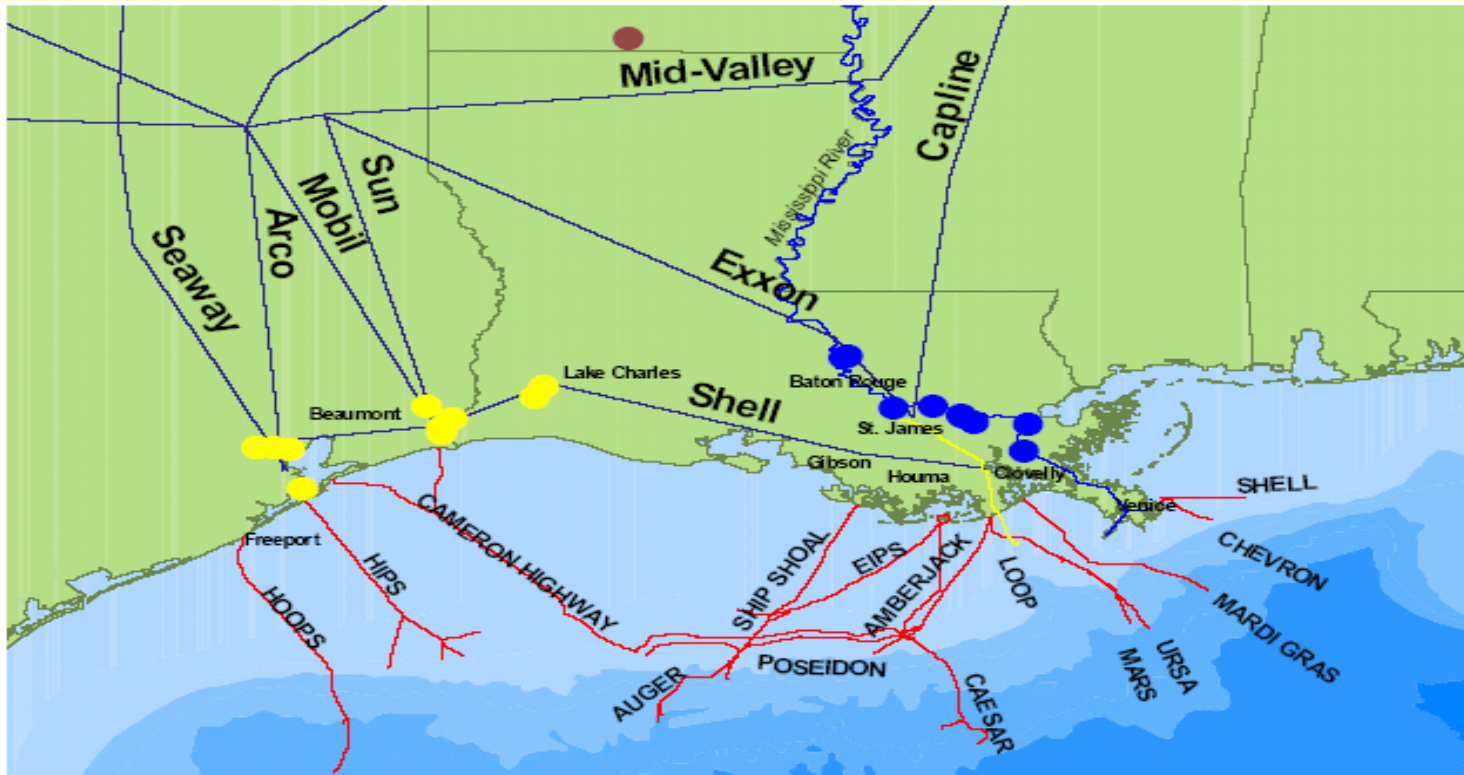 Mid-Valley
Capline
Mississippi River
Sun
Mobil
Arco
Seaway
Exxon
Lake Charles
Baton Rouge
Beaumont
Shell
St. James
Gibson
Houma
Clovelly
Venice
SHELL
CHEVRON
MARDI GRAS
URSA
MARS
LOOP
AMBERJACK
EIPS
SHIP SHOAL
CAMERON HIGHWAY
HIPS
Freeport
HOOPS
POSEIDON
AUGER
CAESAR